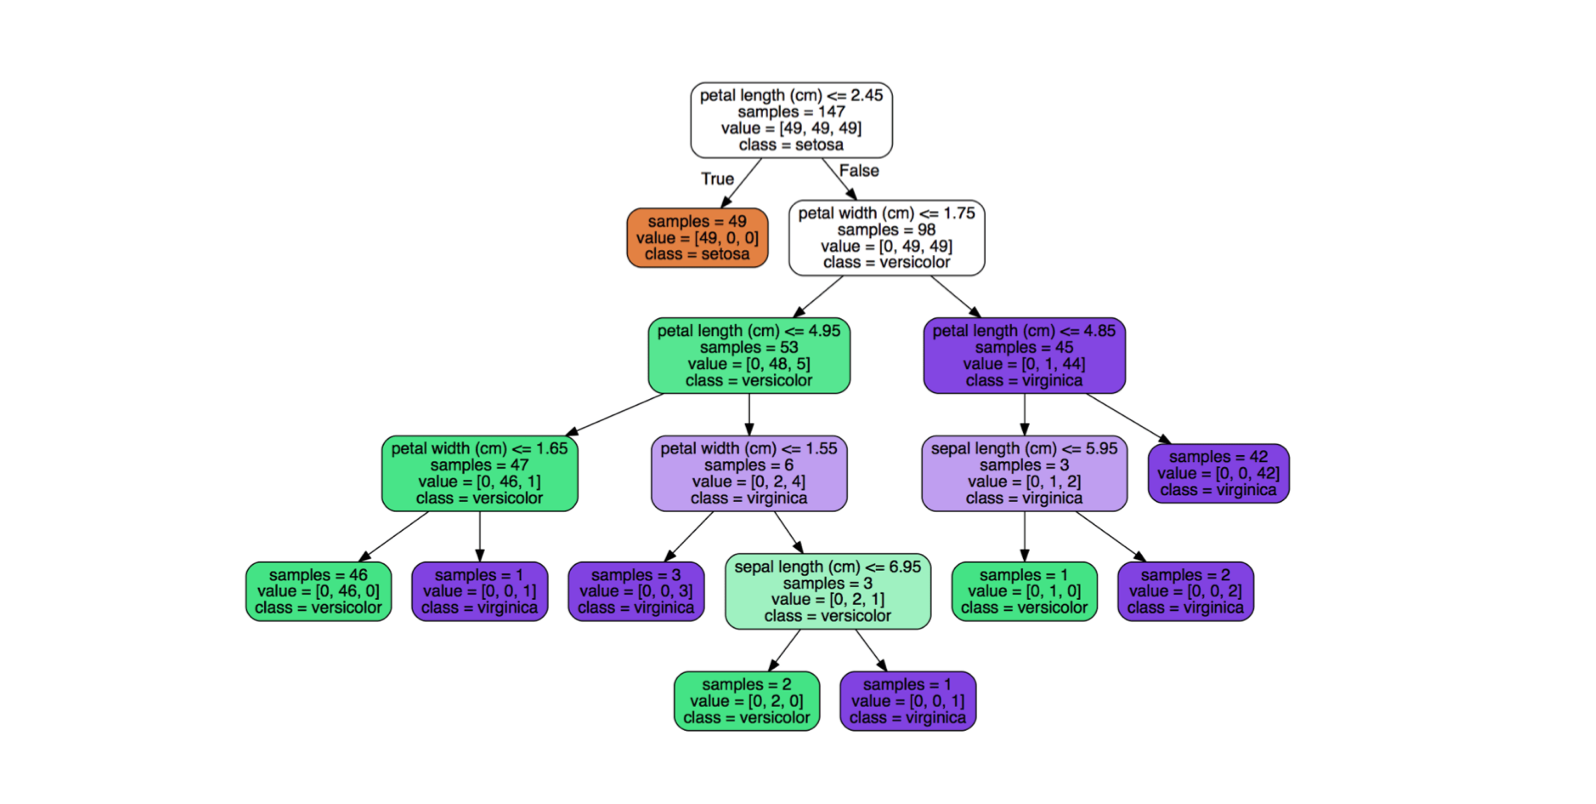 petal length (cm) <= 2.45
samples = 147
value = [49, 49, 49]
class = setosa
True
False
samples = 49
value = [49, 0, 0]
class = setosa
petal width (cm) <= 1.75
samples = 98
value = [0, 49, 49]
class = versicolor
petal length (cm) <= 4.95
samples = 53
value = [0, 48, 5]
class = versicolor
petal length (cm) <= 4.85
samples = 45
value = [0, 1, 44]
class = virginica
petal width (cm) <= 1.65
samples = 47
value = [0, 46, 1]
class = versicolor
petal width (cm) <= 1.55
samples = 6
value = [0, 2, 4]
class = virginica
sepal length (cm) <= 5.95
samples = 3
value = [0, 1, 2]
class = virginica
samples = 42
value = [0, 0, 42]
class = virginica
samples = 46
value = [0, 46, 0]
class = versicolor
samples = 1
value = [0, 0, 1]
class = virginica
samples = 3
value = [0, 0, 3]
class = virginica
sepal length (cm) <= 6.95
samples = 3
value = [0, 2, 1]
class = versicolor
samples = 1
value = [0, 1, 0]
class = versicolor
samples = 2
value = [0, 0, 2]
class = virginica
samples = 2
value = [0, 2, 0]
class = versicolor
samples = 1
value = [0, 0, 1]
class = virginica